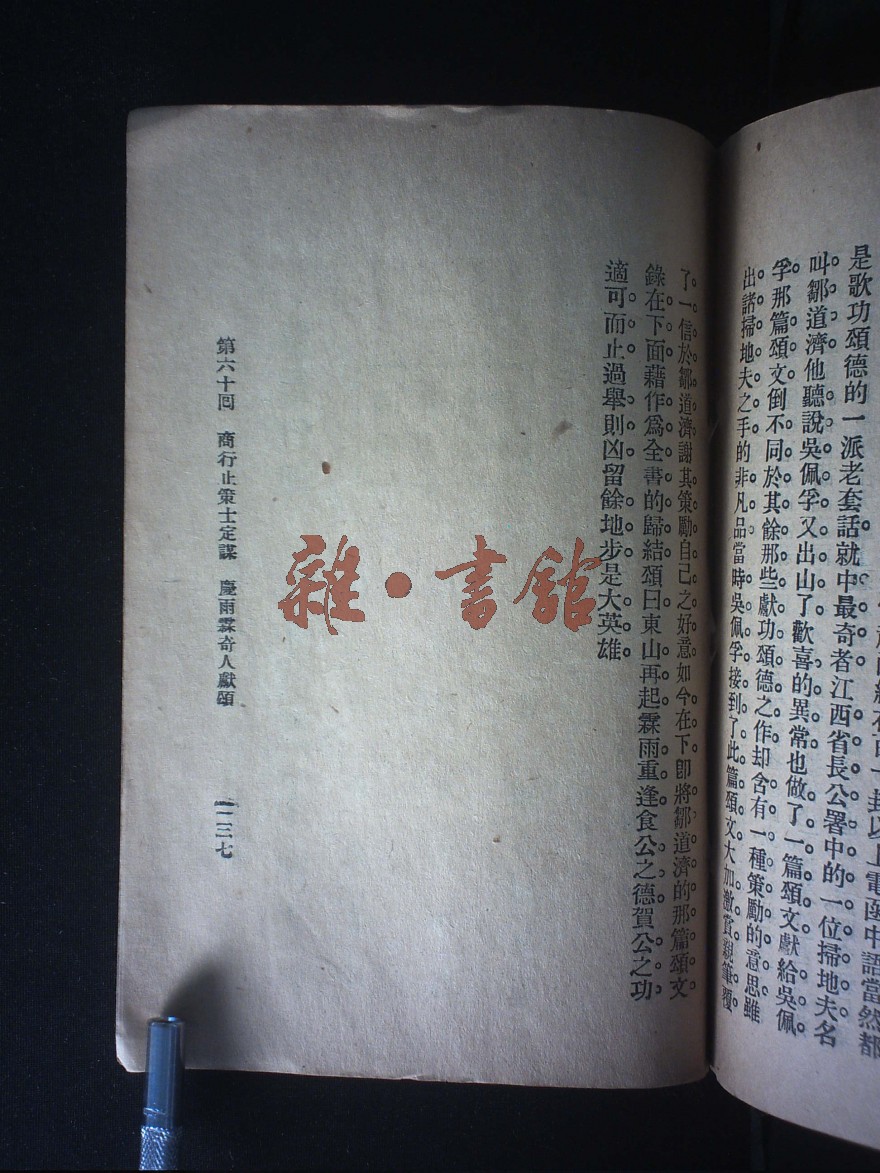 電函中語當然都
是歌功頌德的一派老套話就中最奇者江西省長公署中的一位掃地夫名
叫鄒道濟他聽說吳佩孚又出山了歡喜的異常也做了一篇頌文獻給吳佩
孚那篇頌文倒不同於其餘那些獻功頌德之作却含有一種策勵的意思雖
出諸掃地夫之手的非凡品當時吳佩孚接到了此篇頌文大加激賞親筆覆
了一信於鄒道濟謝其策勵自己之好意如今在下即將鄒道濟的那篇頌文
錄在下面藉作爲全書的歸結頌曰東山再起霖雨重逢食公之德賀公之功
適可而止過舉則凶留餘地步是大英雄
第六十回 商行止策士定謀 慶雨霖奇人獻頌
雜·書館